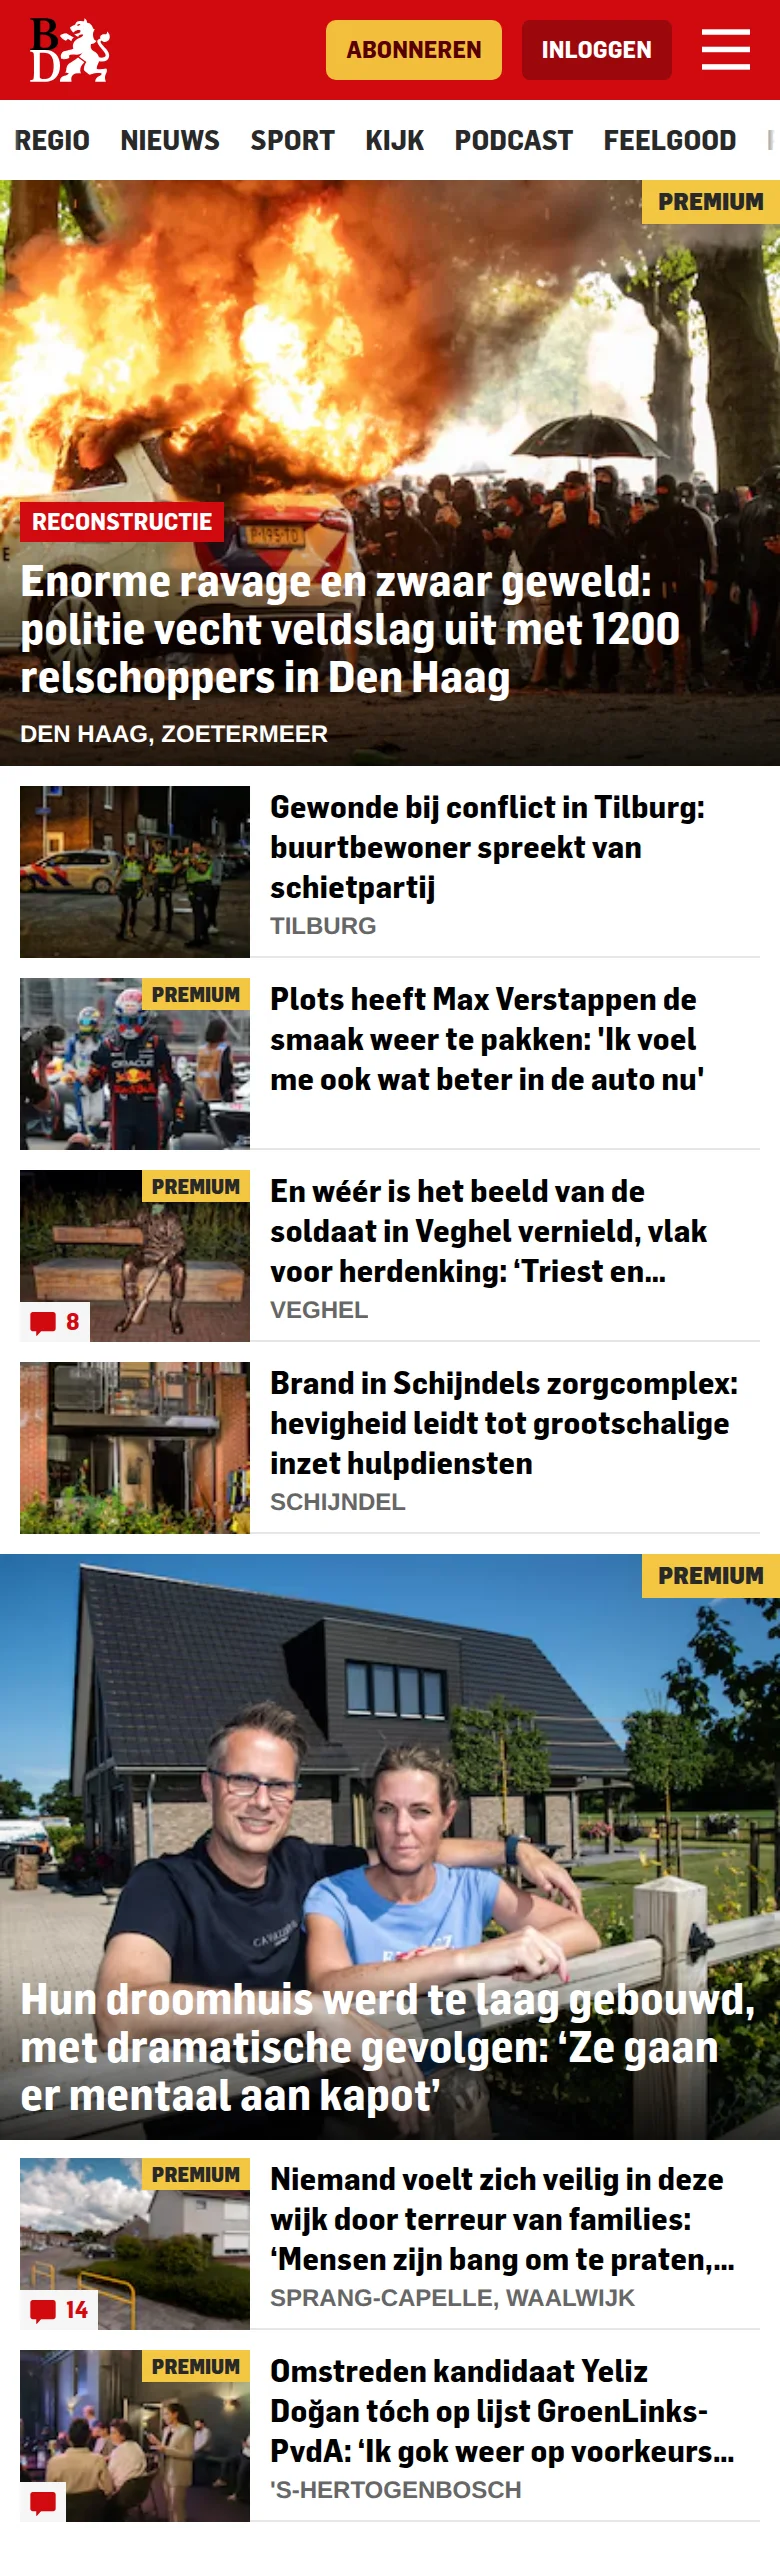 BD
ABONNEREN
INLOGGEN
REGIO NIEUWS SPORT KIJK PODCAST FEELGOOD
PREMIUM
RECONSTRUCTIE
Enorme ravage en zwaar geweld:
politie vecht veldslag uit met 1200
relschoppers in Den Haag
DEN HAAG, ZOETERMEER
Gewonde bij conflict in Tilburg:
buurtbewoner spreekt van
schietpartij
TILBURG
PREMIUM
Plots heeft Max Verstappen de
smaak weer te pakken: 'Ik voel
me ook wat beter in de auto nu'
PREMIUM
8
En wéér is het beeld van de
soldaat in Veghel vernield, vlak
voor herdenking: ‘Triest en...
VEGHEL
Brand in Schijndels zorgcomplex:
hevigheid leidt tot grootschalige
inzet hulpdiensten
SCHIJNDEL
PREMIUM
Hun droomhuis werd te laag gebouwd,
met dramatische gevolgen: ‘Ze gaan
er mentaal aan kapot’
PREMIUM
14
Niemand voelt zich veilig in deze
wijk door terreur van families:
‘Mensen zijn bang om te praten,...
SPRANG-CAPELLE, WAALWIJK
PREMIUM
Omstreden kandidaat Yeliz
Doğan tóch op lijst GroenLinks-
PvdA: ‘Ik gok weer op voorkeurs...
'S-HERTOGENBOSCH